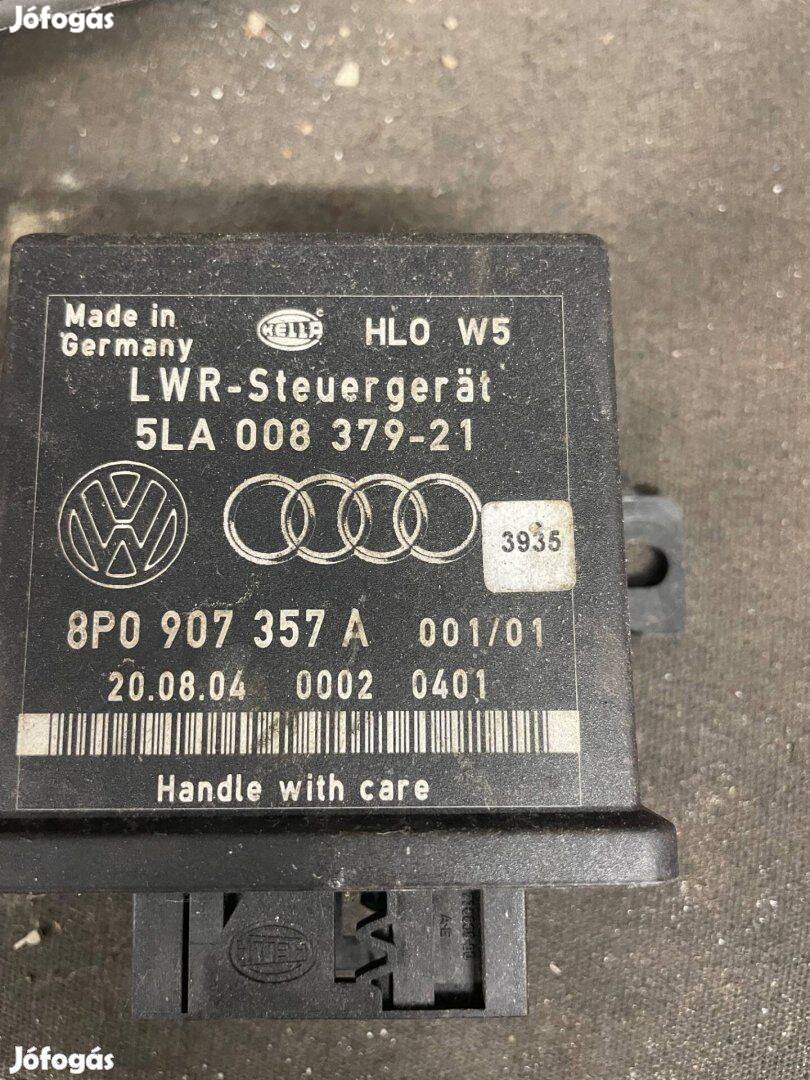 Jófogás
Made in
Germany
HELLA
HLO W5
LWR-Steuergerät
5LA 008 379-21
3935
8P0 907 357 A 001/01
20.08.04 0002 0401
Handle with care
HELLA
Jófogás